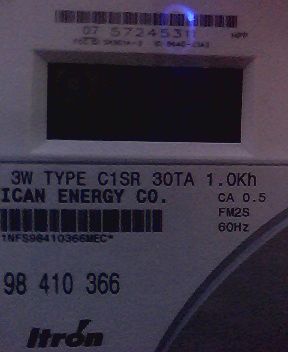 07 57245311
3W TYPE C1SR 30TA 1.0Kh
ICAN ENERGY CO.
CA 0.5
FM2S
60Hz
1NFS98410366MEC*
98 410 366
Itron